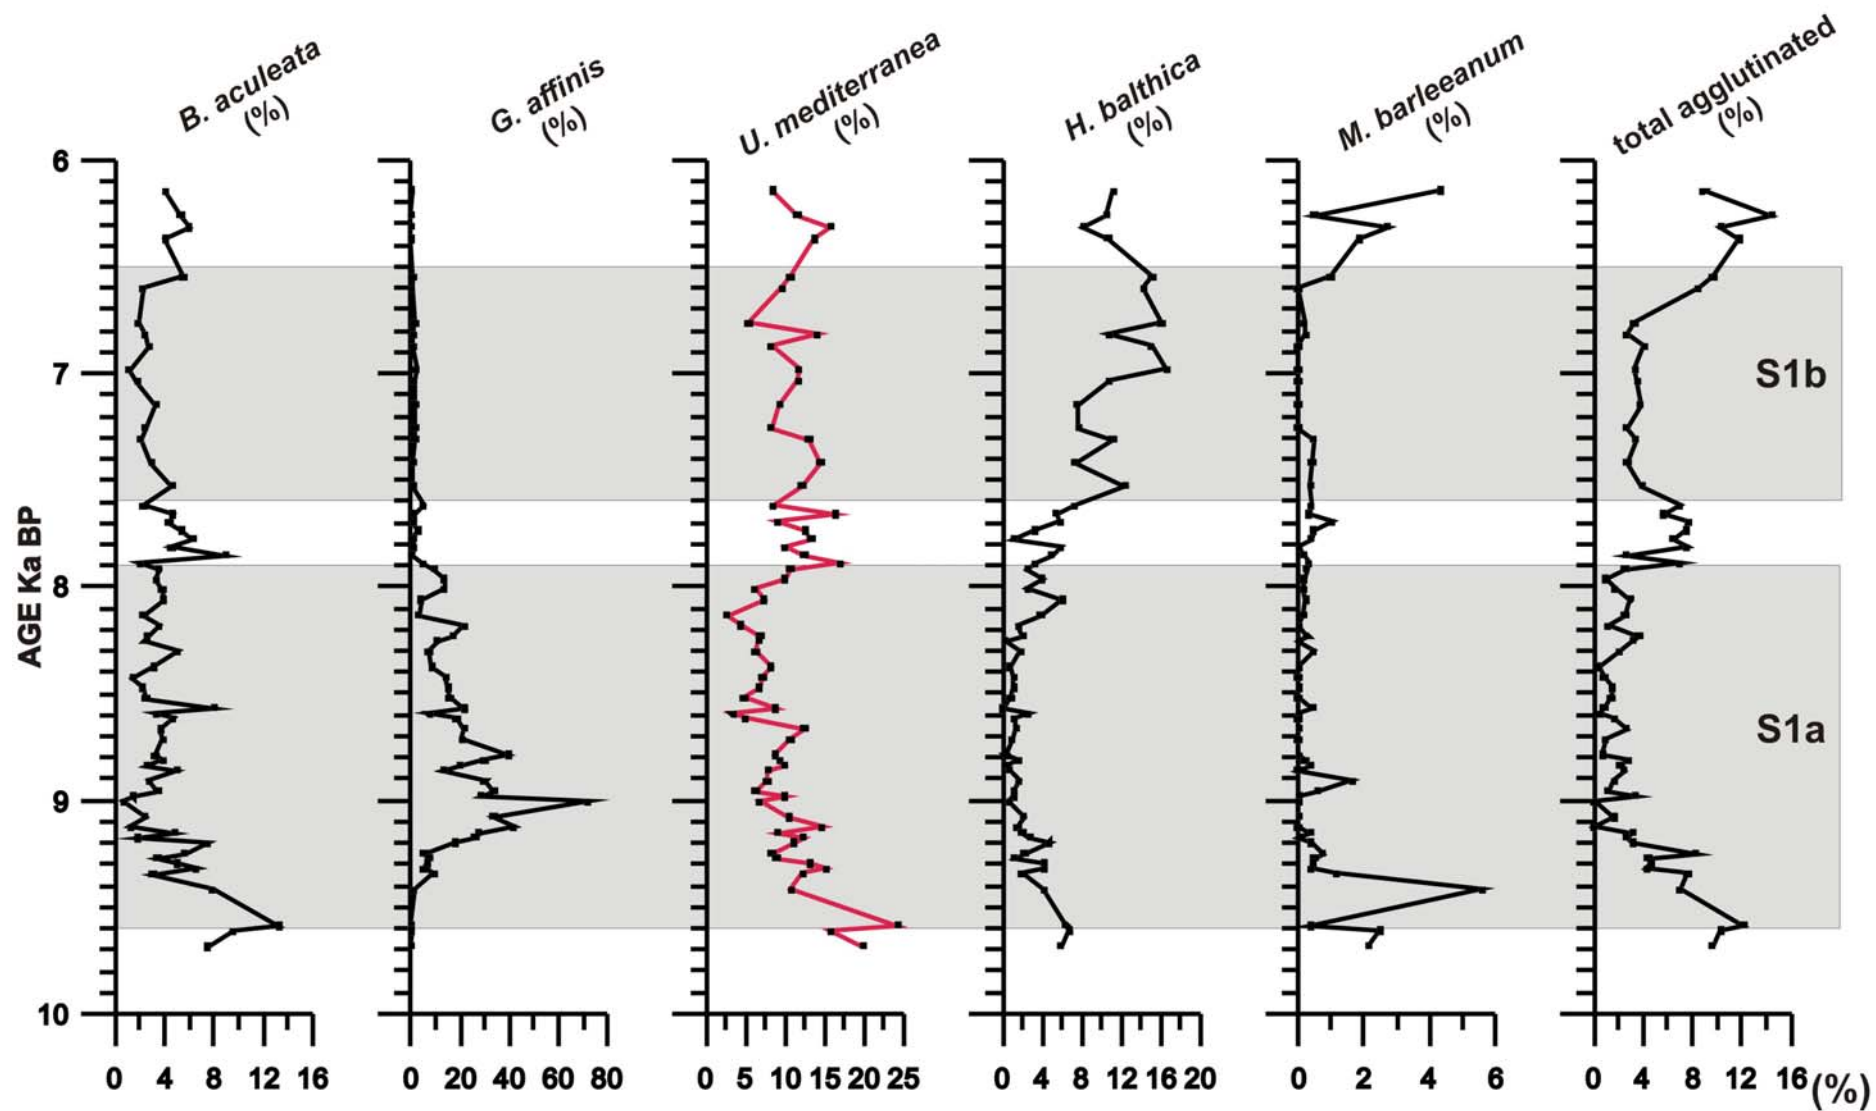 B. aculeata (%)
G. affinis (%)
U. mediterranea (%)
H. balthica (%)
M. barleeanum (%)
total agglutinated (%)
AGE Ka BP
6
7
8
9
10
S1b
S1a
0 4 8 12 16
0 20 40 60 80
0 5 10 15 20 25
0 4 8 12 16 20
0 2 4 6
0 4 8 12 16 (%)